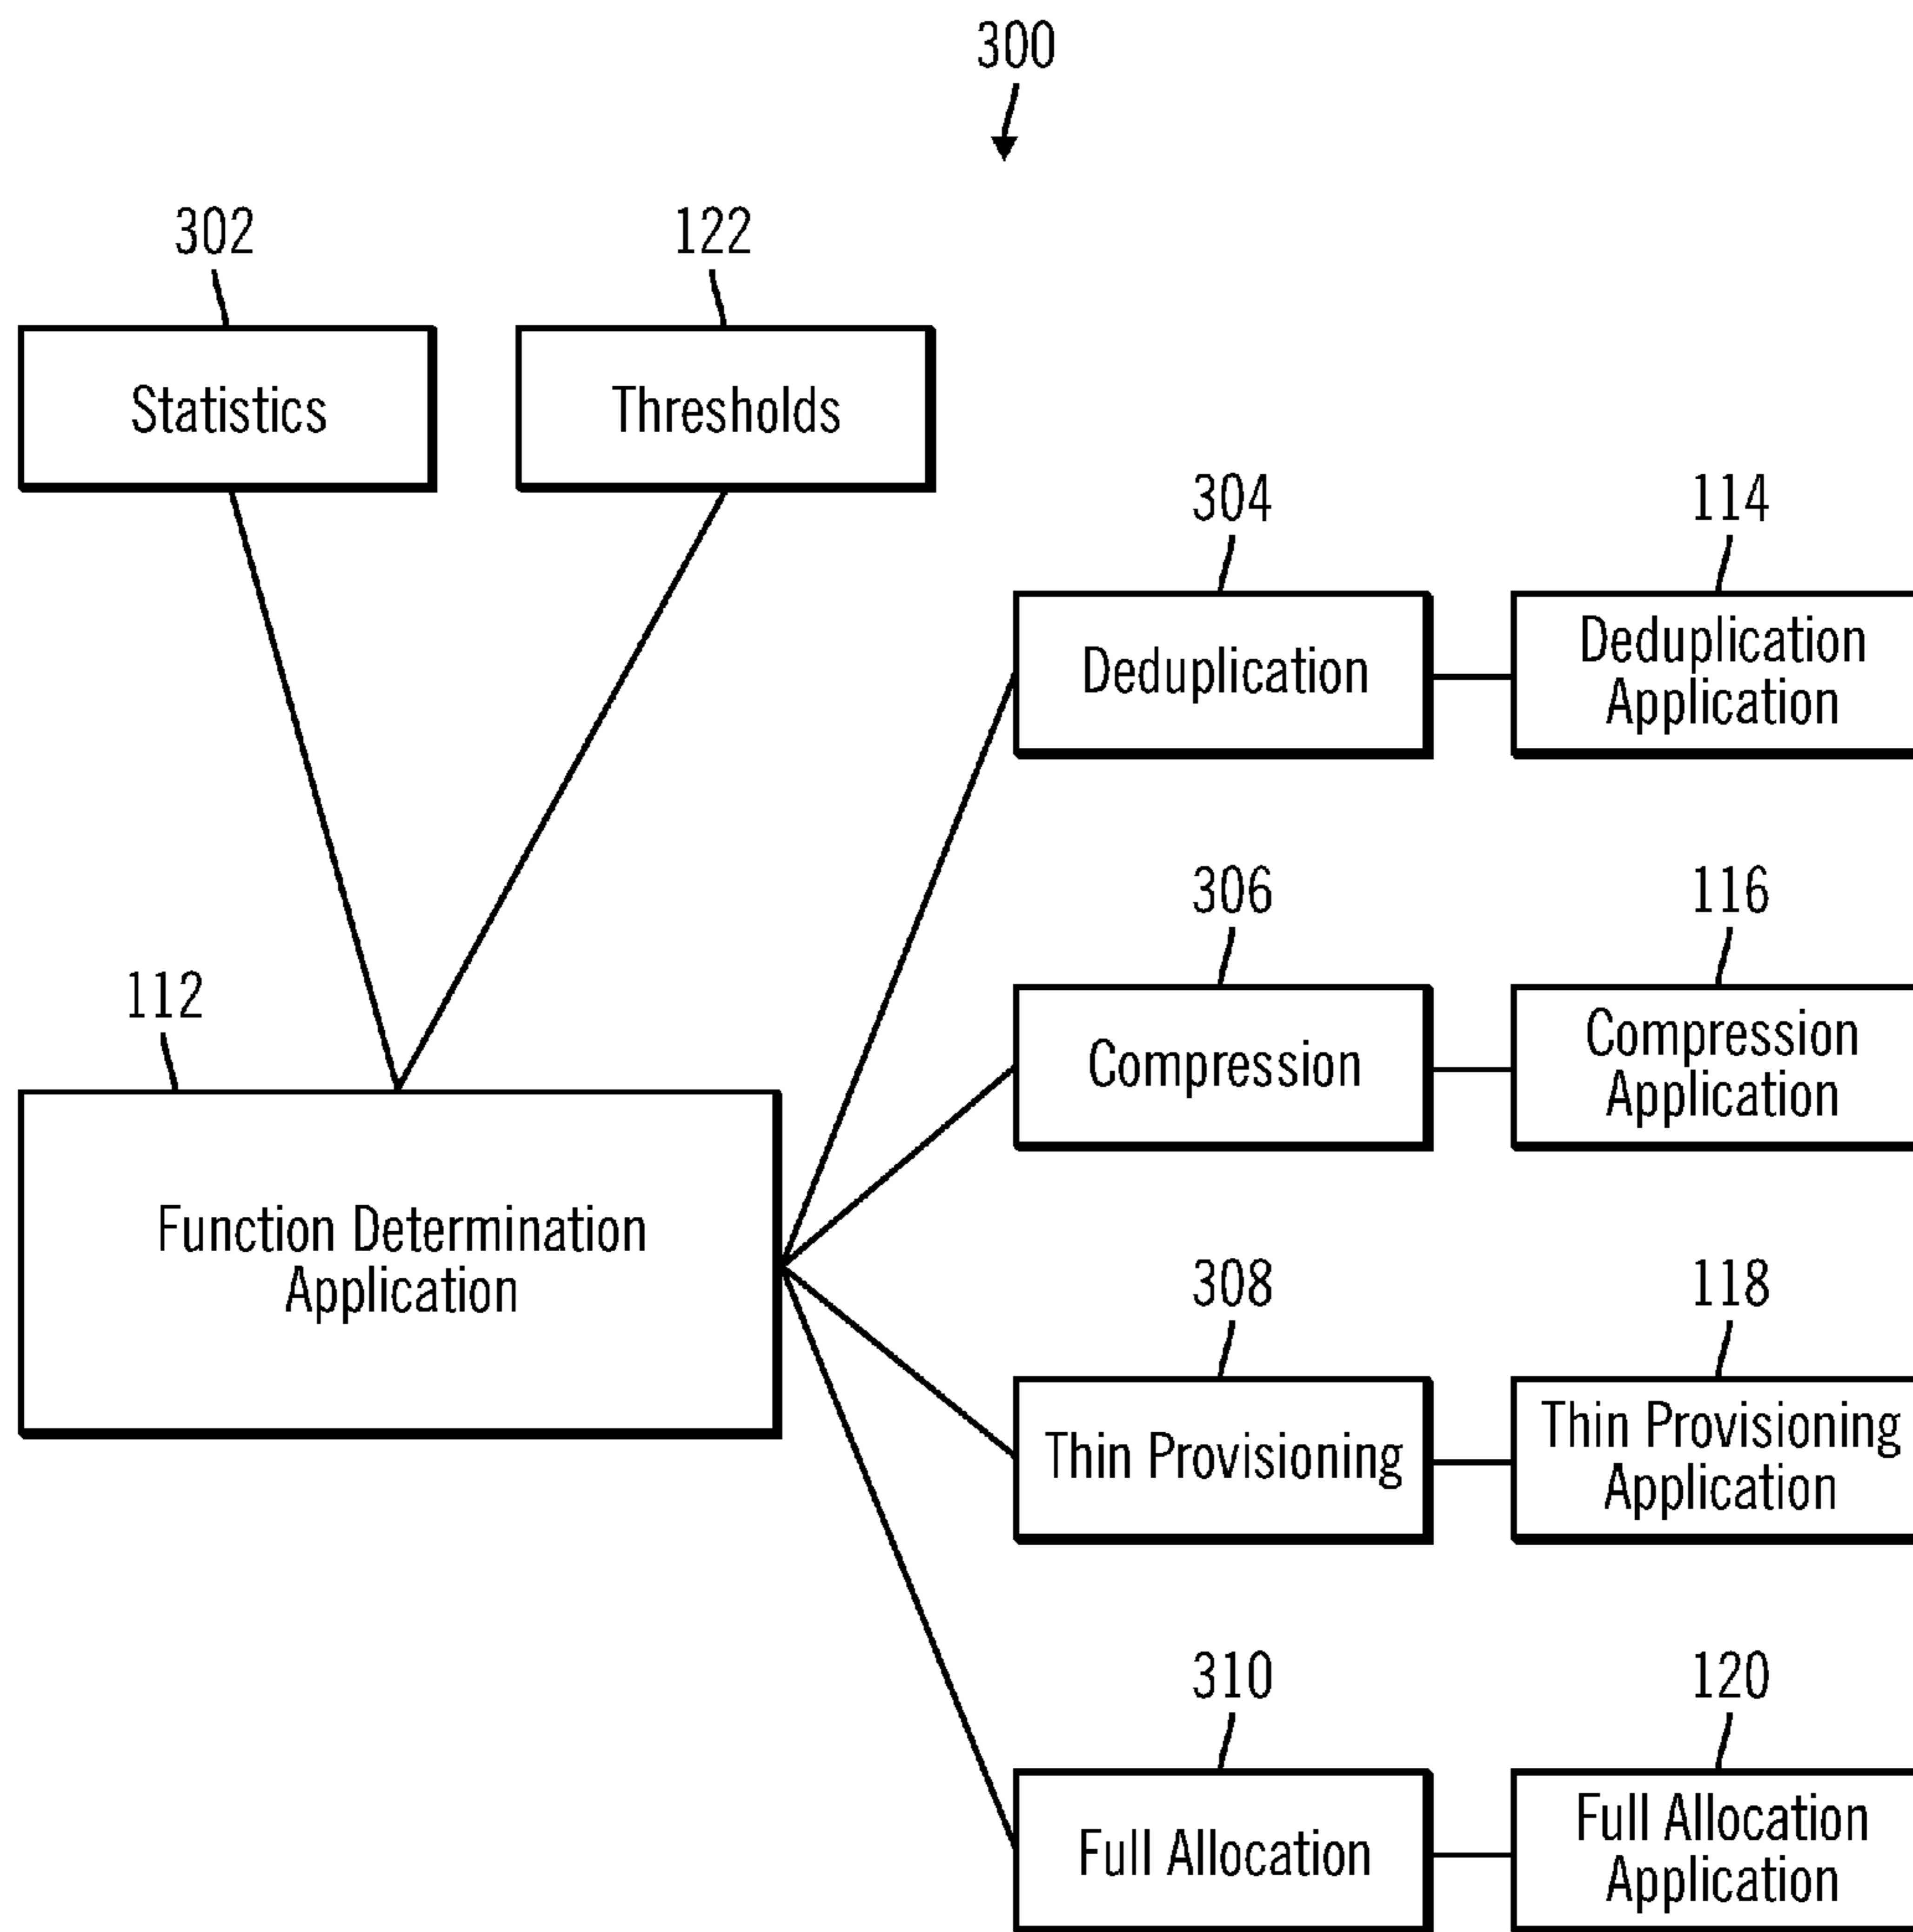 300
302
122
Statistics
Thresholds
304
114
Deduplication
Deduplication
Application
306
116
Compression
Compression
Application
112
Function Determination
Application
308
118
Thin Provisioning
Thin Provisioning
Application
310
120
Full Allocation
Full Allocation
Application